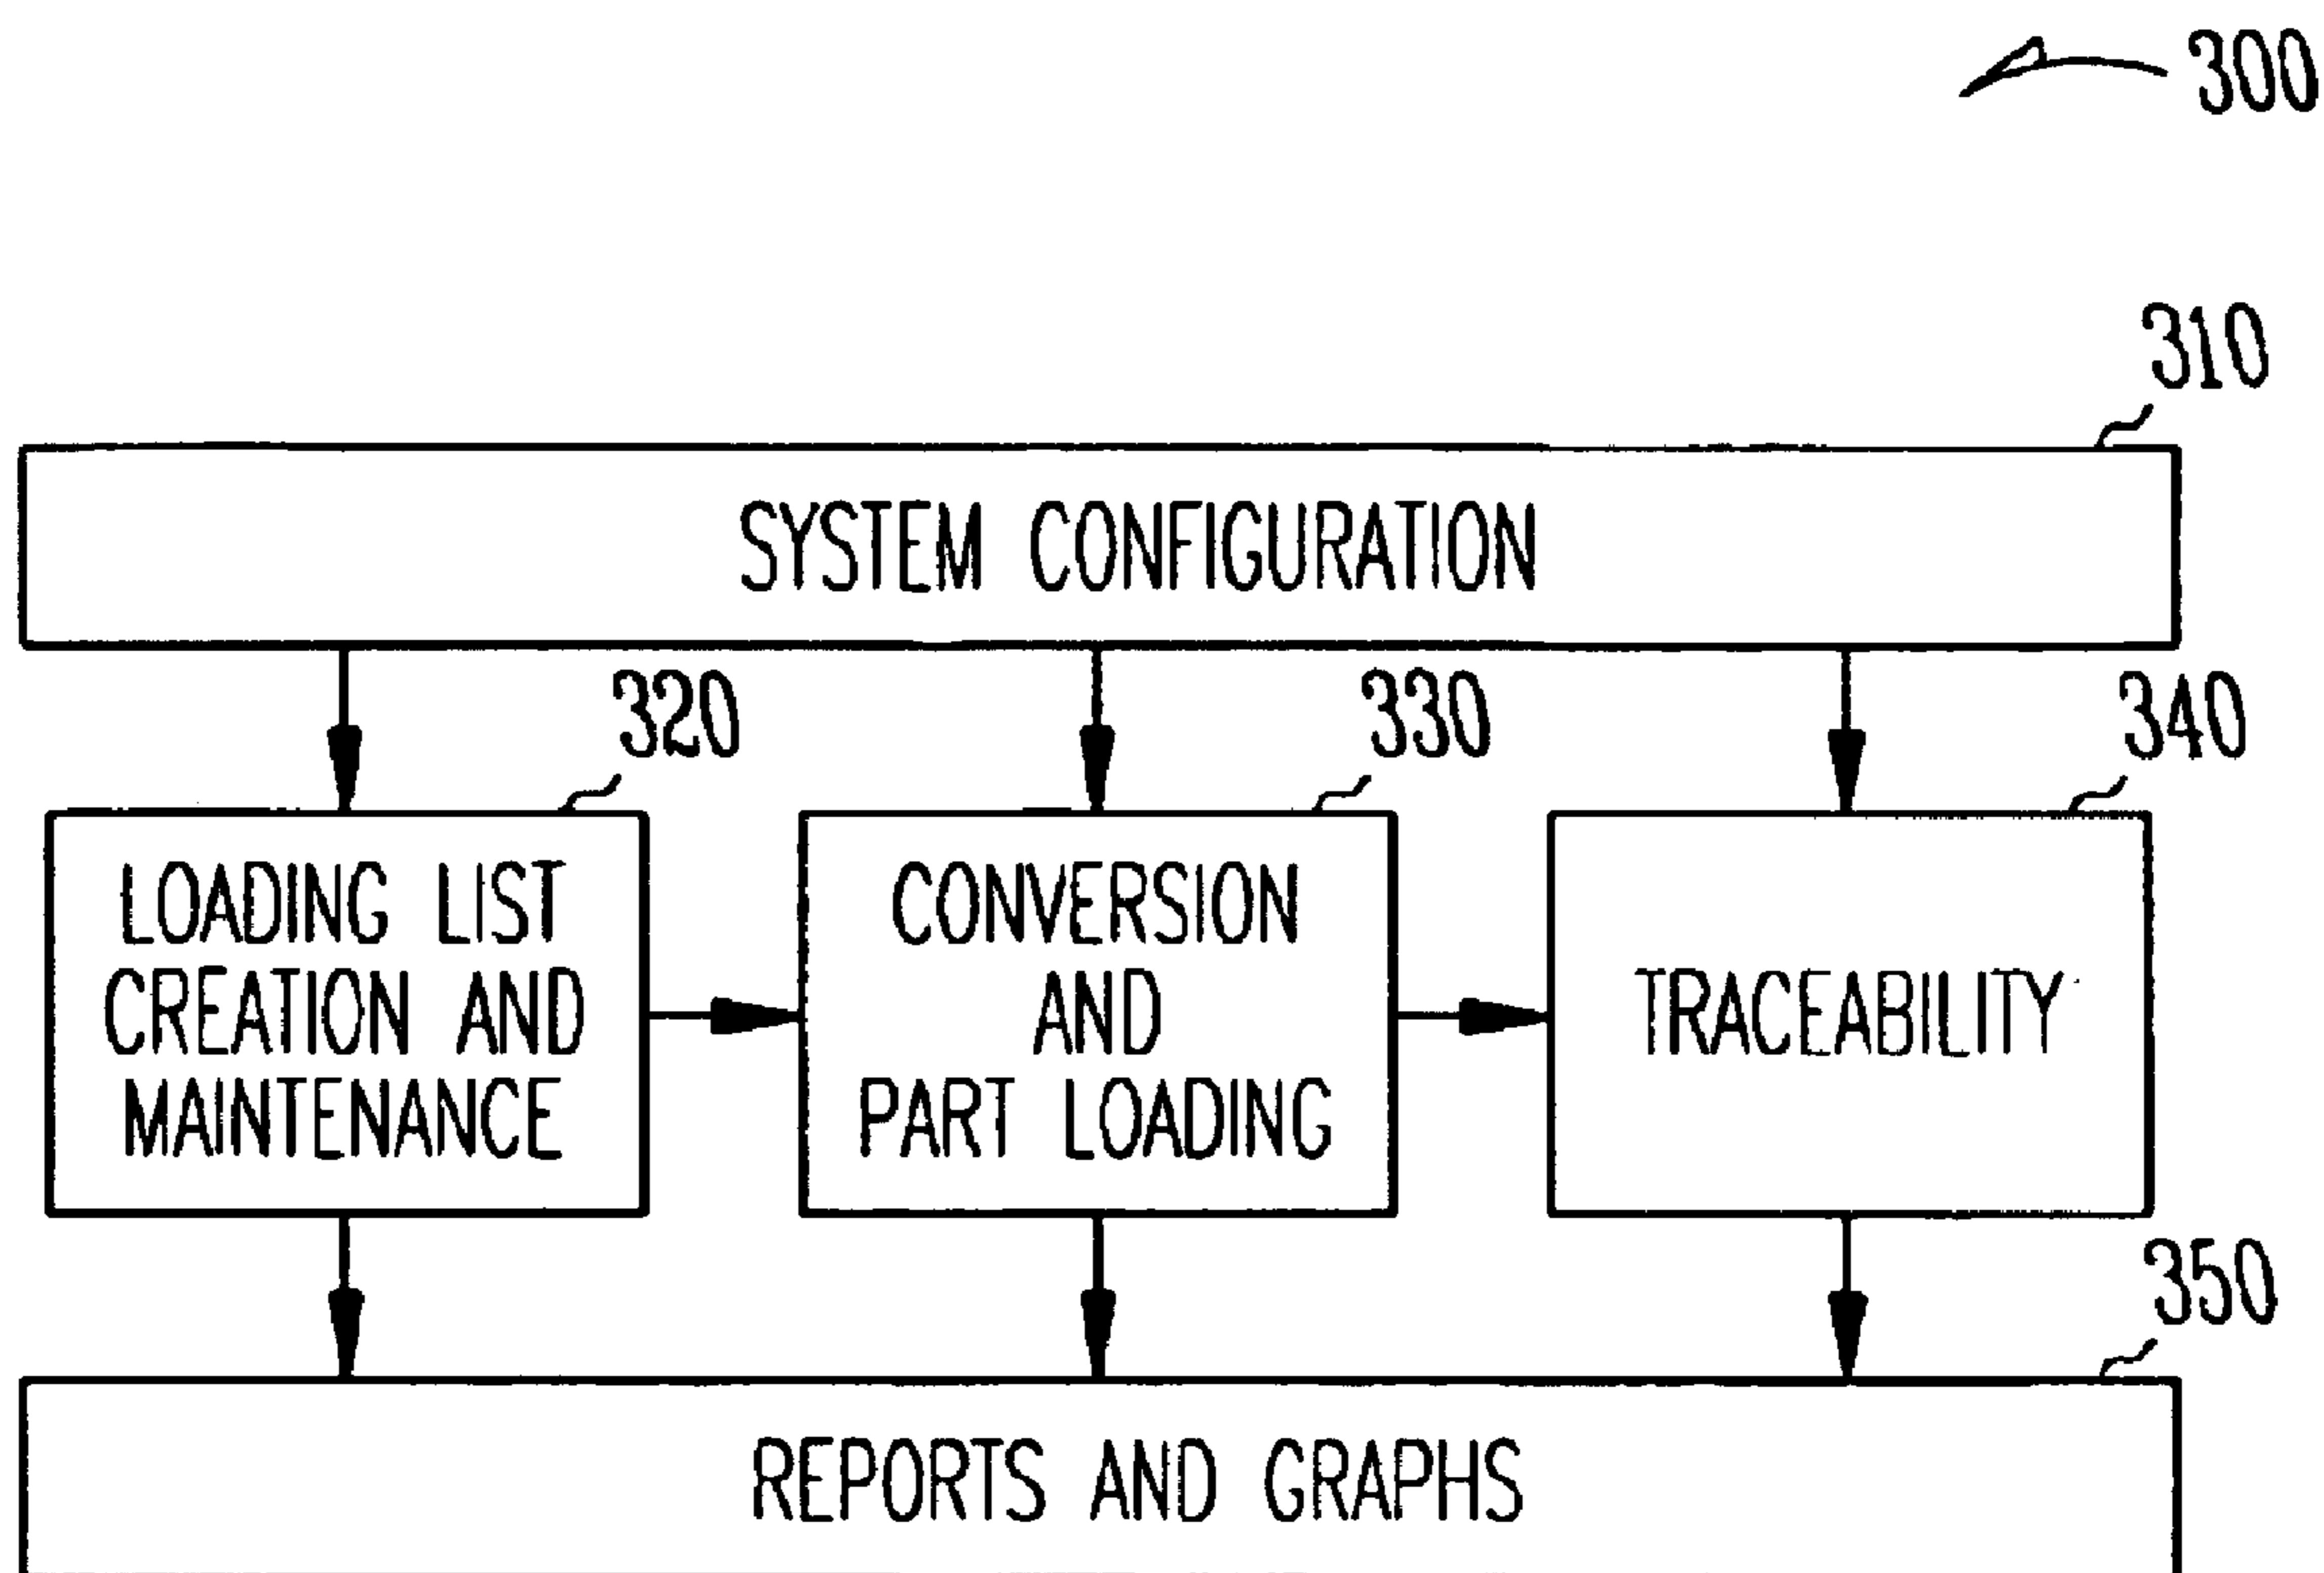 300
310
SYSTEM CONFIGURATION
320
330
340
LOADING LIST
CREATION AND
MAINTENANCE
CONVERSION
AND
PART LOADING
TRACEABILITY
350
REPORTS AND GRAPHS